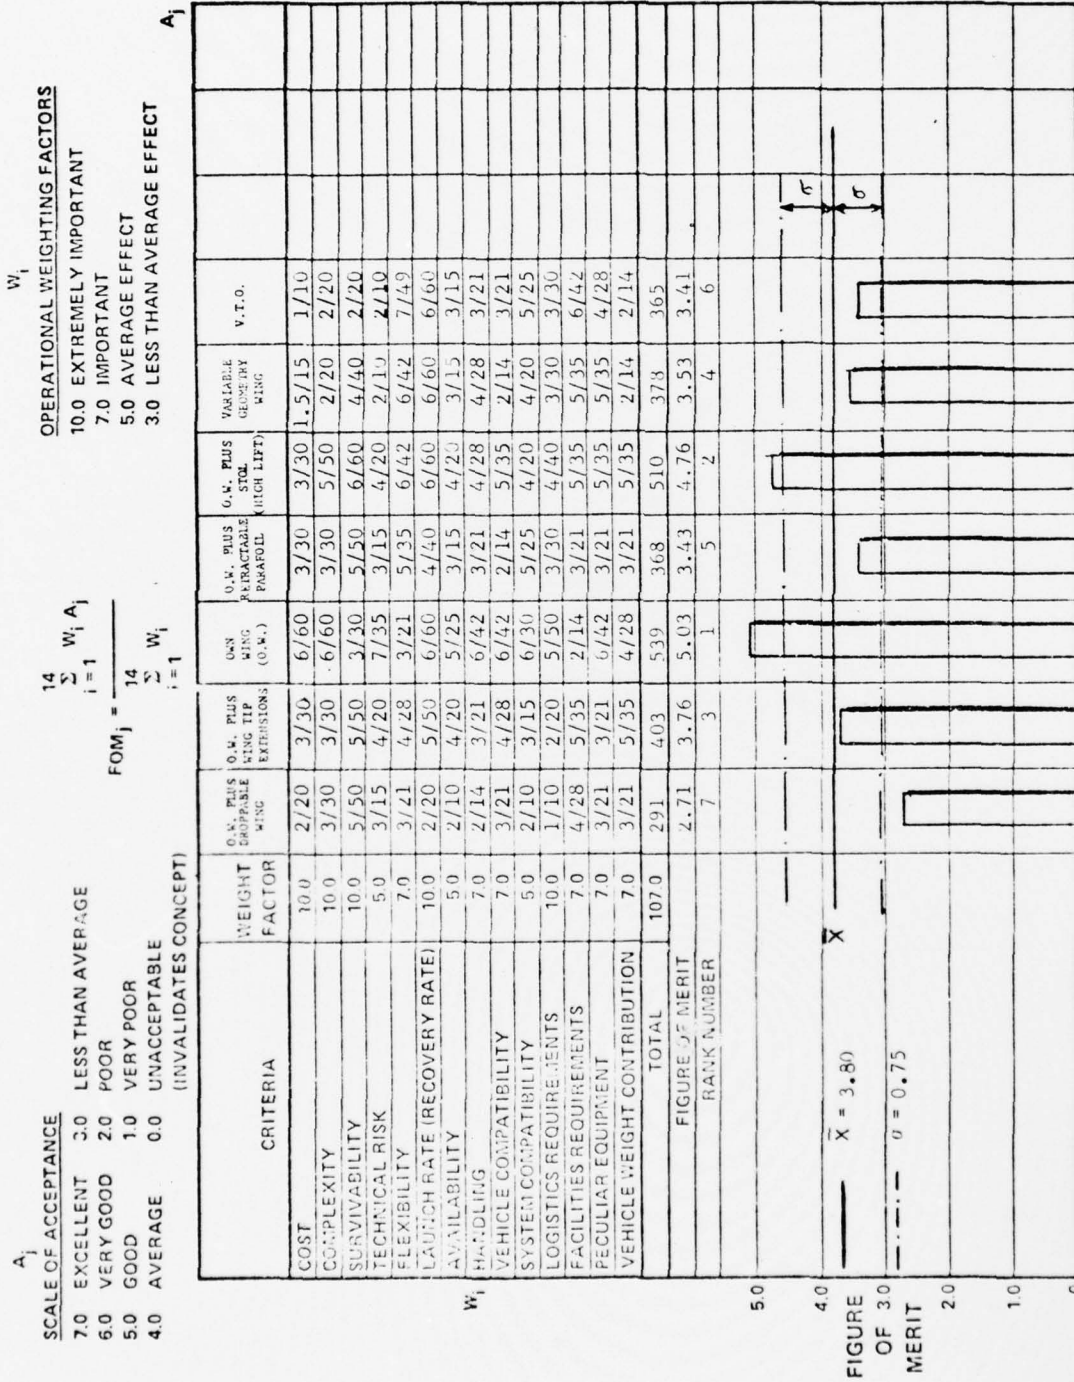 A j
SCALE OF ACCEPTANCE
7.0 EXCELLENT 3.0 LESS THAN AVERAGE
6.0 VERY GOOD 2.0 POOR
5.0 GOOD 1.0 VERY POOR
4.0 AVERAGE 0.0 UNACCEPTABLE
(INVALIDATES CONCEPT)
FOM j = 14 Σ i = 1 W i A j / 14 Σ i = 1 W i
W i
OPERATIONAL WEIGHTING FACTORS
10.0 EXTREMELY IMPORTANT
7.0 IMPORTANT
5.0 AVERAGE EFFECT
3.0 LESS THAN AVERAGE EFFECT
A j
CRITERIA WEIGHT FACTOR O.W. PLUS DROPPABLE WING O.W. PLUS WING TIP EXTENSIONS OWN WING (O.W.) O.W. PLUS RETRACTABLE PARAFOIL O.W. PLUS STOL (HIGH LIFT) VARIABLE GEOMETRY WING V.T.O.
COST 10.0 2/20 3/30 6/60 3/30 3/30 1.5/15 1/10
COMPLEXITY 10.0 3/30 3/30 6/60 3/30 5/50 2/20 2/20
SURVIVABILITY 10.0 5/50 5/50 3/30 5/50 6/60 4/40 2/20
TECHNICAL RISK 5.0 3/15 4/20 7/35 3/15 4/20 2/10 2/10
FLEXIBILITY 7.0 3/21 4/28 3/21 5/35 6/42 6/42 7/49
LAUNCH RATE (RECOVERY RATE) 10.0 2/20 5/50 6/60 4/40 6/60 6/60 6/60
AVAILABILITY 5.0 2/10 4/20 5/25 3/15 4/20 3/15 3/15
HANDLING 7.0 2/14 3/21 6/42 3/21 4/28 4/28 3/21
W i
VEHICLE COMPATIBILITY 7.0 3/21 4/28 6/42 2/14 5/35 2/14 3/21
SYSTEM COMPATIBILITY 5.0 2/10 3/15 6/30 5/25 4/20 4/20 5/25
LOGISTICS REQUIREMENTS 10.0 1/10 2/20 5/50 3/30 4/40 3/30 3/30
FACILITIES REQUIREMENTS 7.0 4/28 5/35 2/14 3/21 5/35 5/35 6/42
PECULIAR EQUIPMENT 7.0 3/21 3/21 6/42 3/21 5/35 5/35 4/28
VEHICLE WEIGHT CONTRIBUTION 7.0 3/21 5/35 4/28 3/21 5/35 2/14 2/14
TOTAL 107.0 291 403 539 368 510 378 365
FIGURE OF MERIT 2.71 3.76 5.03 3.43 4.76 3.53 3.41
RANK NUMBER 7 3 1 5 2 4 6
5.0
4.0
3.0
2.0
1.0
0
FIGURE OF MERIT
X̄ = 3.80
σ = 0.75
X̄
σ
σ